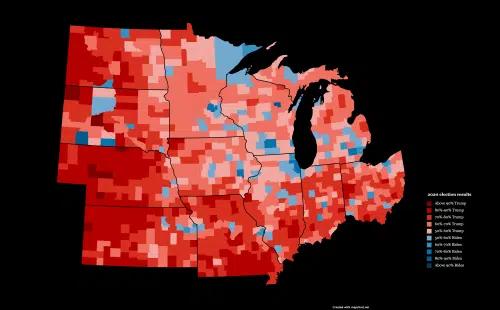 2020 election results
Above 90% Trump
80%-90% Trump
70%-80% Trump
60%-70% Trump
50%-60% Trump
50%-60% Biden
60%-70% Biden
70%-80% Biden
80%-90% Biden
Above 90% Biden
Created with mapchart.net